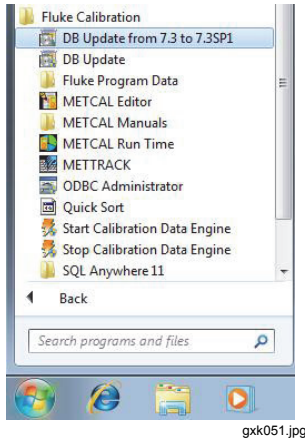 Fluke Calibration
DB Update from 7.3 to 7.3SP1
DB Update
Fluke Program Data
METCAL Editor
METCAL Manuals
METCAL Run Time
METTRACK
ODBC Administrator
Quick Sort
Start Calibration Data Engine
Stop Calibration Data Engine
SQL Anywhere 11
Back
Search programs and files
gxk051.jpg